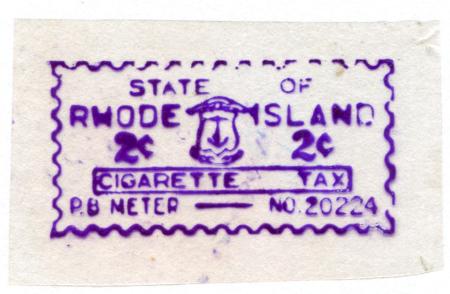 STATE OF
RHODE ISLAND
2¢ 2¢
CIGARETTE TAX
P.B METER NO. 20224